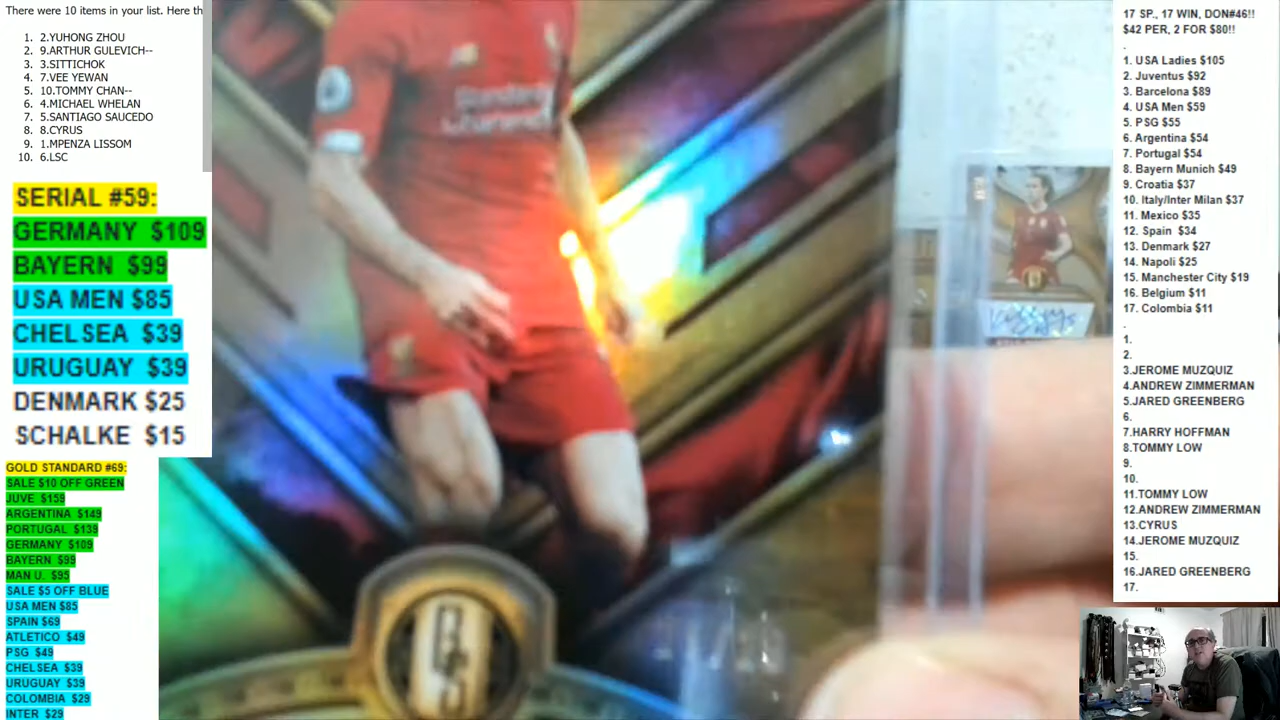 There were 10 items in your list. Here th
1. 2.YUHONG ZHOU
2. 9.ARTHUR GULEVICH--
3. 3.SITTICHOK
4. 7.VEE YEWAN
5. 10.TOMMY CHAN--
6. 4.MICHAEL WHELAN
7. 5.SANTIAGO SAUCEDO
8. 8.CYRUS
9. 1.MPENZA LISSOM
10. 6.LSC
SERIAL #59:
GERMANY $109
BAYERN $99
USA MEN $85
CHELSEA $39
URUGUAY $39
DENMARK $25
SCHALKE $15
GOLD STANDARD #69:
SALE $10 OFF GREEN
JUVE $159
ARGENTINA $149
PORTUGAL $139
GERMANY $109
BAYERN $99
MAN U. $95
SALE $5 OFF BLUE
USA MEN $85
SPAIN $69
ATLETICO $49
PSG $49
CHELSEA $39
URUGUAY $39
COLOMBIA $29
INTER $29
Standard
Chartered
17 SP., 17 WIN, DON#46!!
$42 PER, 2 FOR $80!!
.
1. USA Ladies $105
2. Juventus $92
3. Barcelona $89
4. USA Men $59
5. PSG $55
6. Argentina $54
7. Portugal $54
8. Bayern Munich $49
9. Croatia $37
10. Italy/Inter Milan $37
11. Mexico $35
12. Spain $34
13. Denmark $27
14. Napoli $25
15. Manchester City $19
16. Belgium $11
17. Colombia $11
.
1.
2.
3.JEROME MUZQUIZ
4.ANDREW ZIMMERMAN
5.JARED GREENBERG
6.
7.HARRY HOFFMAN
8.TOMMY LOW
9.
10.
11.TOMMY LOW
12.ANDREW ZIMMERMAN
13.CYRUS
14.JEROME MUZQUIZ
15.
16.JARED GREENBERG
17.